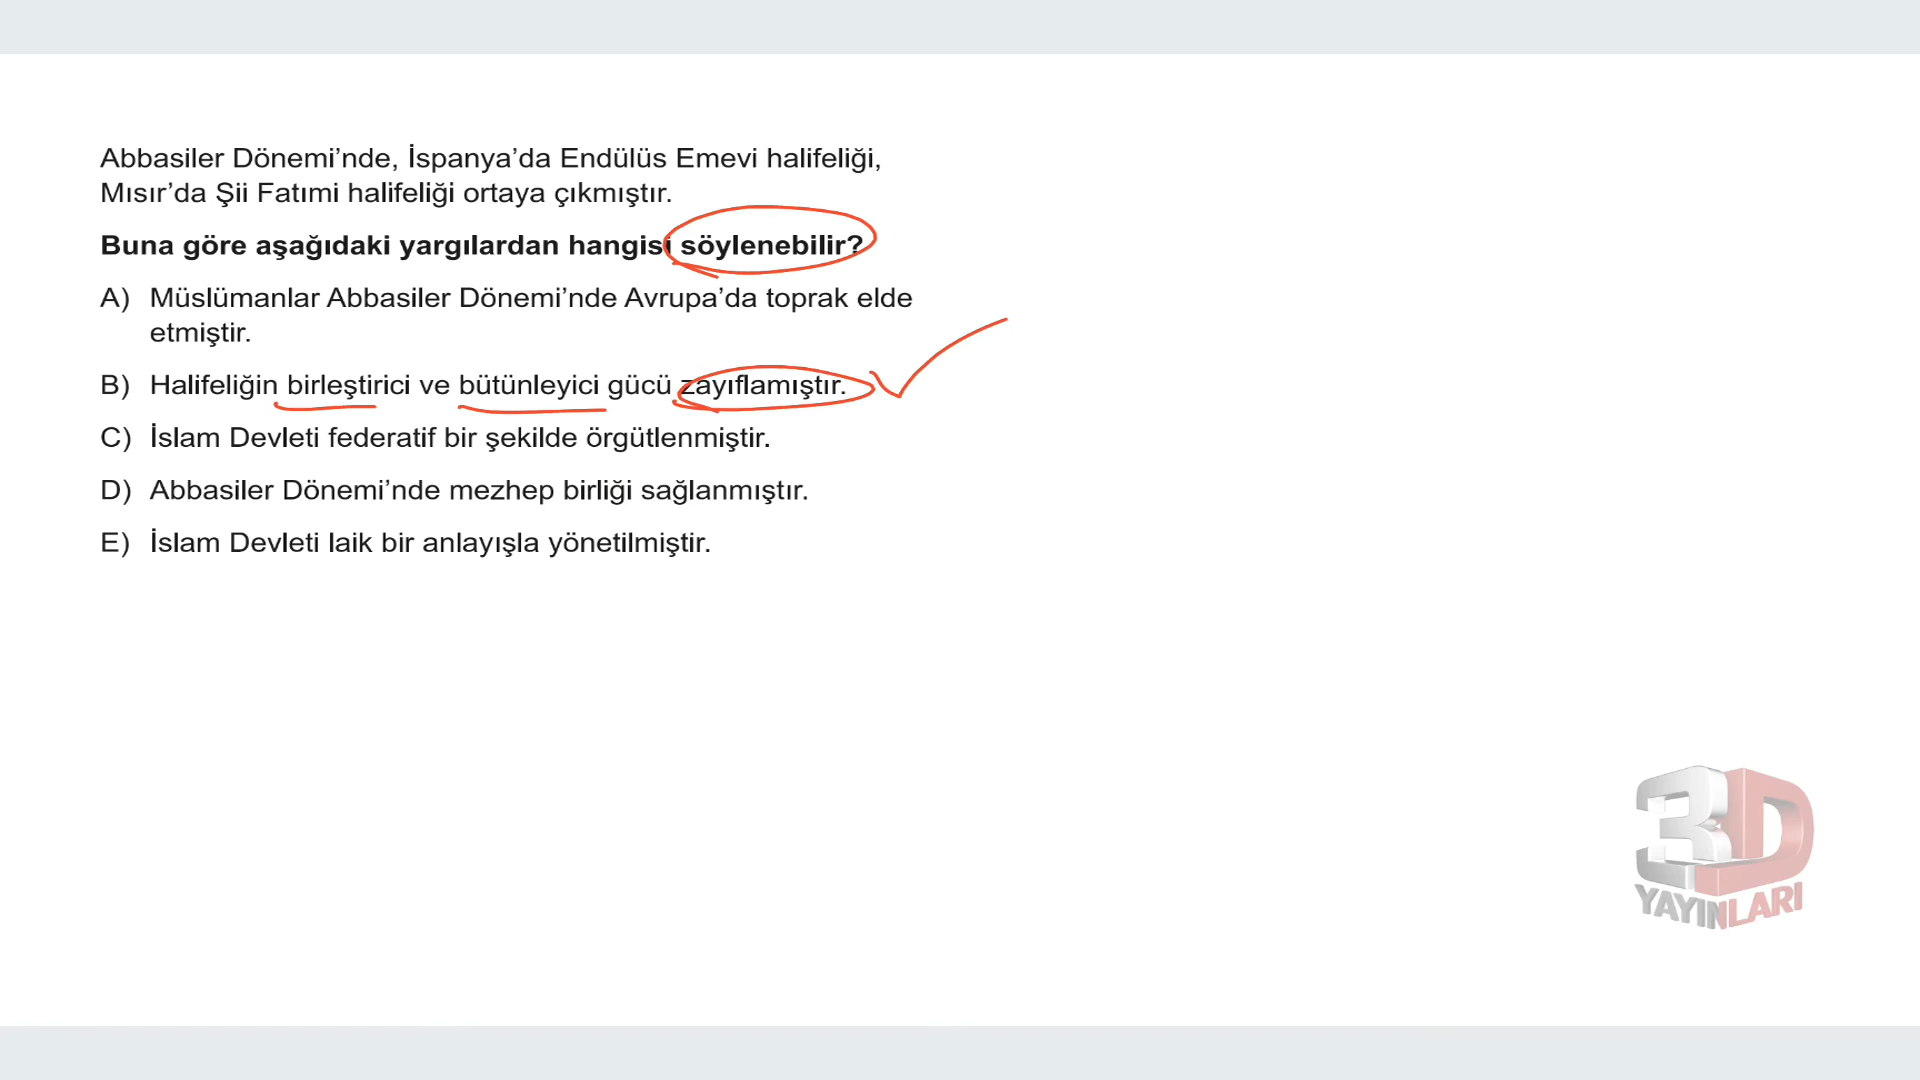 Abbasiler Dönemi’nde, İspanya’da Endülüs Emevi halifeliği,
Mısır’da Şii Fatımi halifeliği ortaya çıkmıştır.
Buna göre aşağıdaki yargılardan hangisi söylenebilir?
A) Müslümanlar Abbasiler Dönemi’nde Avrupa’da toprak elde
etmiştir.
B) Halifeliğin birleştirici ve bütünleyici gücü zayıflamıştır.
C) İslam Devleti federatif bir şekilde örgütlenmiştir.
D) Abbasiler Dönemi’nde mezhep birliği sağlanmıştır.
E) İslam Devleti laik bir anlayışla yönetilmiştir.
3D
YAYINLARI